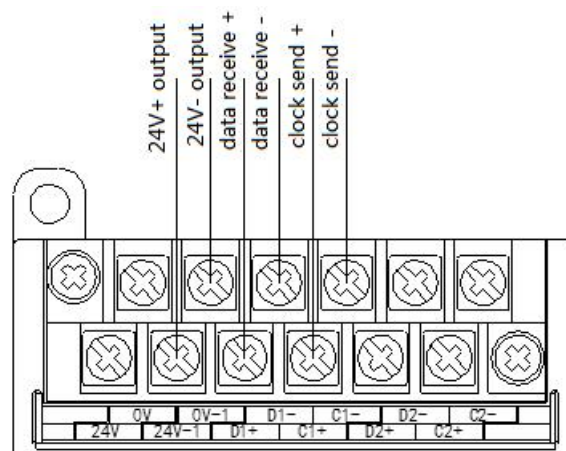 24V+ output
24V- output
data receive +
data receive -
clock send +
clock send -
0V 0V-1 D1- C1- D2- C2-
24V 24V-1 D1+ C1+ D2+ C2+